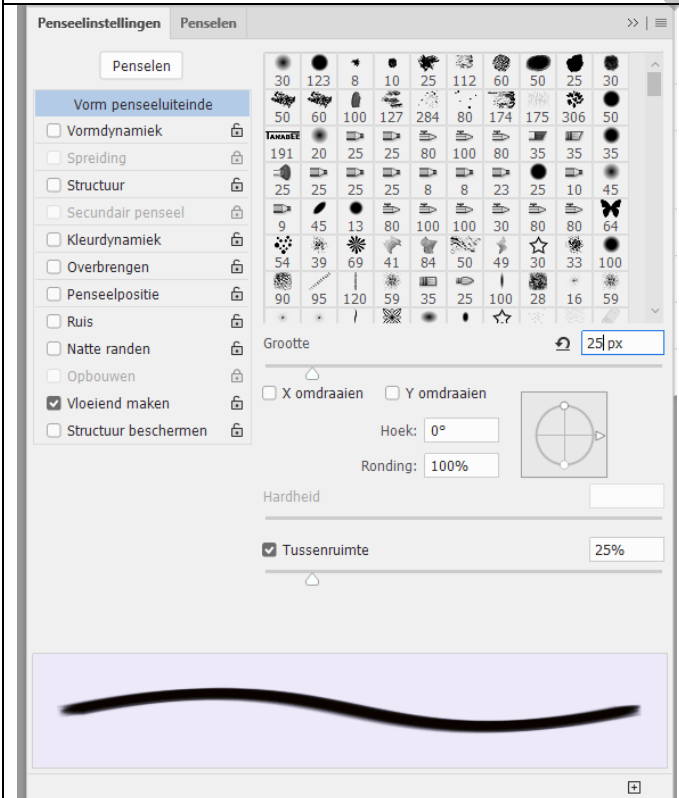 Penseelinstellingen Penselen
Penselen
Vorm penseeluiteinde
Vormdynamiek
Spreiding
Structuur
Secundair penseel
Kleurdynamiek
Overbrengen
Penseelpositie
Ruis
Natte randen
Opbouwen
Vloeiend maken
Structuur beschermen
30 123 8 10 25 112 60 50 25 30
50 60 100 127 284 80 174 175 306 50
TANABEE
191 20 25 25 80 100 80 35 35 35
25 25 25 25 8 8 23 25 10 45
9 45 13 80 100 100 30 80 80 64
54 39 69 41 84 50 49 30 33 100
90 95 120 59 35 25 100 28 16 59
Grootte 25 px
X omdraaien Y omdraaien
Hoek: 0°
Ronding: 100%
Hardheid
Tussenruimte 25%